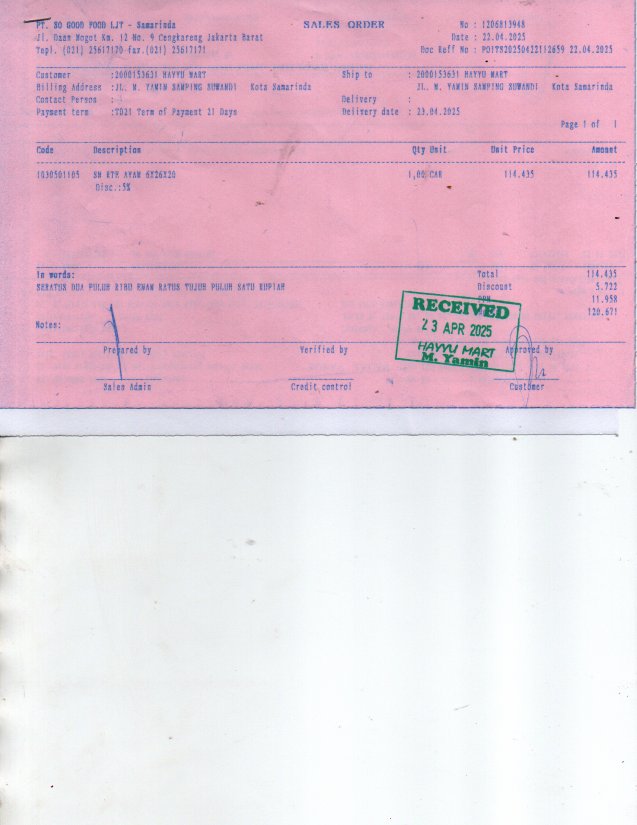 PT. SO GOOD FOOD LJT - Samarinda
SALES ORDER
No : 1206813948
Jl. Daan Mogot Km. 12 No. 9 Cengkareng Jakarta Barat
Date : 22.04.2025
Telp. (021) 25617170 fax.(021) 25617171
Doc Reff No : PO17820250422112659 22.04.2025
Customer :2000153631 HAYYU MART
Ship to : 2000153631 HAYYU MART
Billing Address :JL. M. YAMIN SAMPING SUWANDI Kota Samarinda
JL. M. YAMIN SAMPING SUWANDI Kota Samarinda
Contact Person :
Delivery :
Payment term :TD21 Term of Payment 21 Days
Delivery date : 23.04.2025
Page 1 of 1
Code Description Qty Unit Unit Price Amount
1030501105 SN RTE AYAM 6X26X20 1,00 CAR 114.435 114.435
Disc.:5%
In words:
Total 114.435
SERATUS DUA PULUH RIBU ENAM RATUS TUJUH PULUH SATU RUPIAH
Discount 5.722
PPN 11.958
120.671
RECEIVED
23 APR 2025
HAYYU MART
M. Yamin
Notes:
Prepared by Verified by Approved by
Sales Admin Credit control Customer